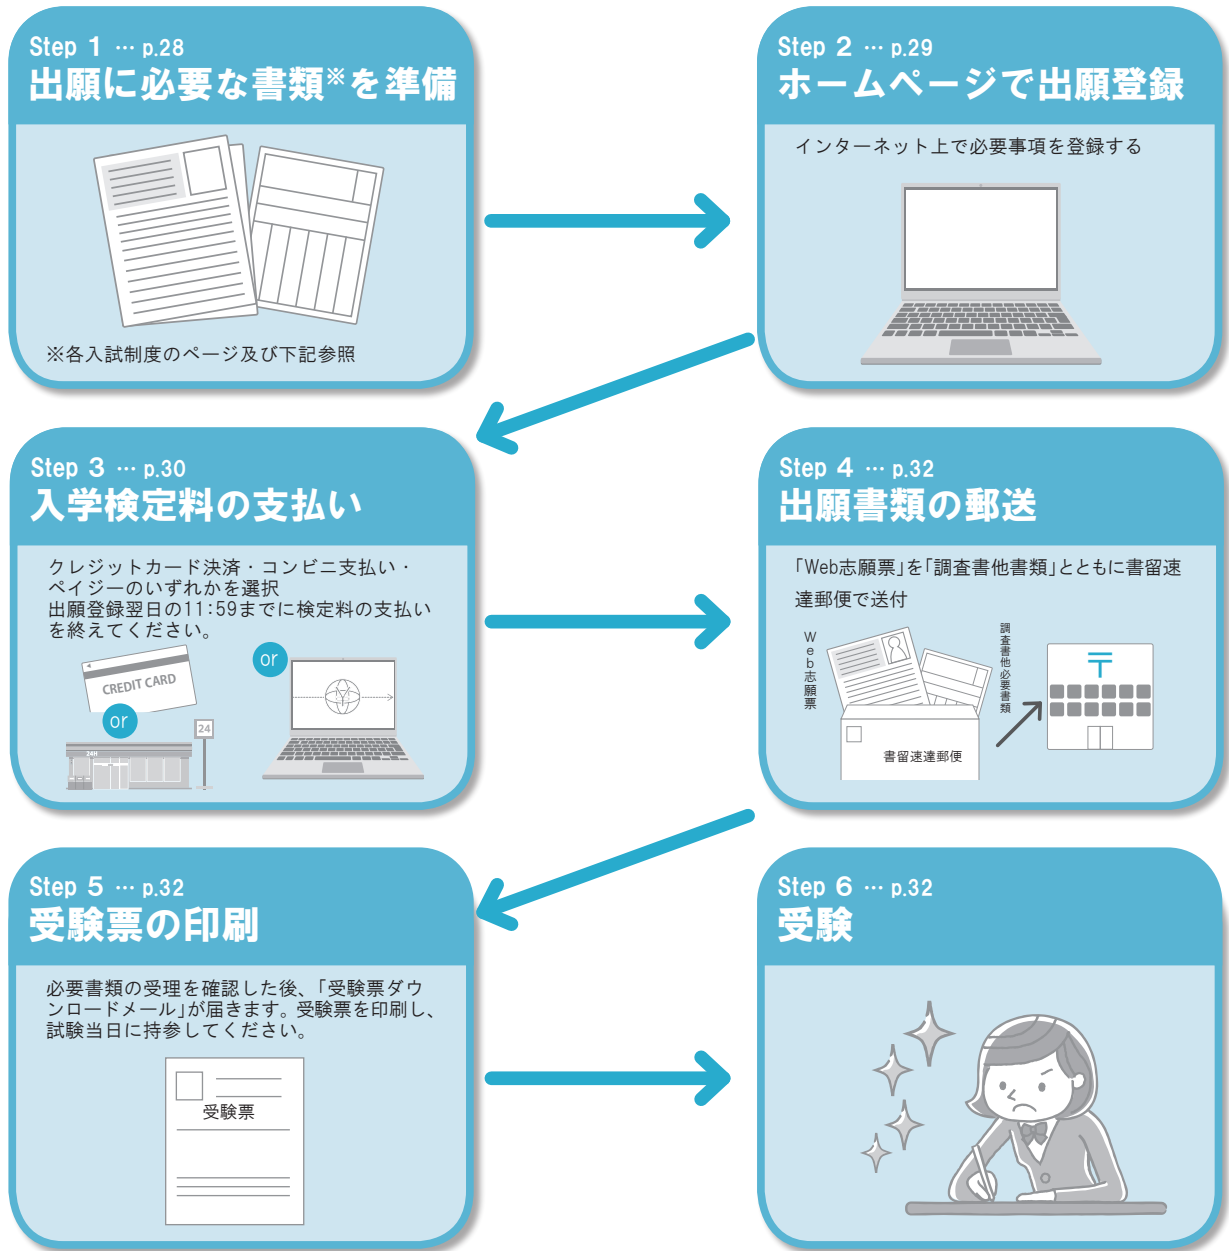 Step 1 … p.28
出願に必要な書類※を準備
※各入試制度のページ及び下記参照
Step 2 … p.29
ホームページで出願登録
インターネット上で必要事項を登録する
Step 3 … p.30
入学検定料の支払い
クレジットカード決済・コンビニ支払い・
ペイジーのいずれかを選択
出願登録翌日の11:59までに検定料の支払い
を終えてください。
CREDIT CARD
or
or
24
24H
Step 4 … p.32
出願書類の郵送
「Web志願票」を「調査書他書類」とともに書留速
達郵便で送付
Web志願票
調査書他必要書類
書留速達郵便
〒
Step 5 … p.32
受験票の印刷
必要書類の受理を確認した後、「受験票ダウ
ンロードメール」が届きます。受験票を印刷し、
試験当日に持参してください。
受験票
Step 6 … p.32
受験